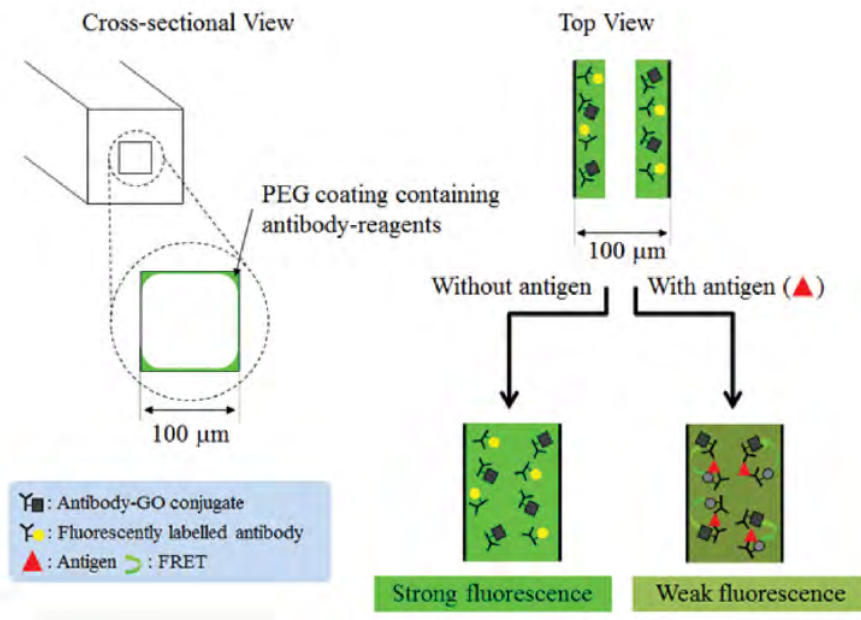 Cross-sectional View
Top View
PEG coating containing
antibody-reagents
100 µm
100 µm
Without antigen
With antigen ( )
: Antibody-GO conjugate
: Fluorescently labelled antibody
: Antigen : FRET
Strong fluorescence
Weak fluorescence